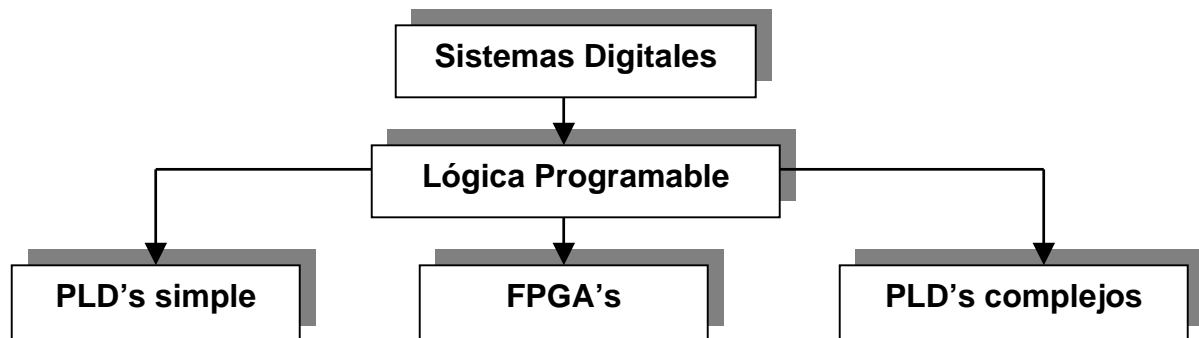 Sistemas Digitales
Lógica Programable
PLD’s simple
FPGA’s
PLD’s complejos